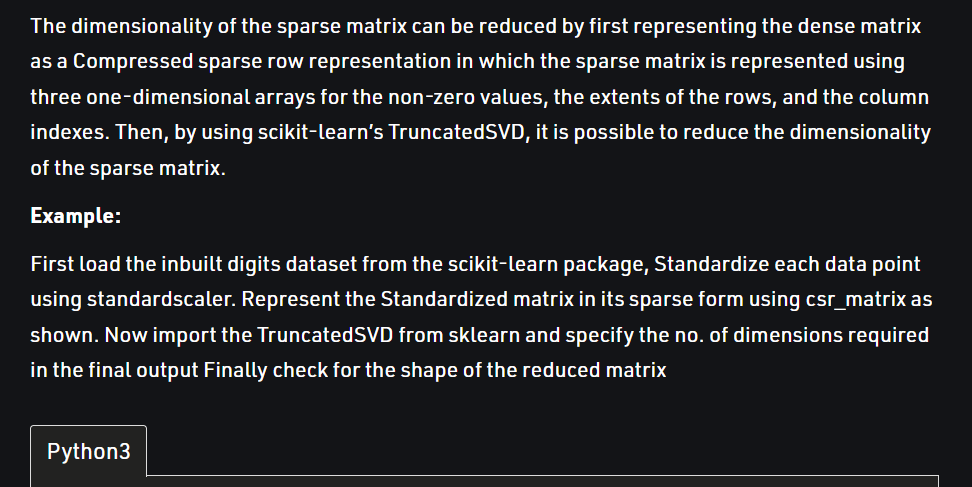 The dimensionality of the sparse matrix can be reduced by first representing the dense matrix
as a Compressed sparse row representation in which the sparse matrix is represented using
three one-dimensional arrays for the non-zero values, the extents of the rows, and the column
indexes. Then, by using scikit-learn’s TruncatedSVD, it is possible to reduce the dimensionality
of the sparse matrix.
Example:
First load the inbuilt digits dataset from the scikit-learn package, Standardize each data point
using standardscaler. Represent the Standardized matrix in its sparse form using csr_matrix as
shown. Now import the TruncatedSVD from sklearn and specify the no. of dimensions required
in the final output Finally check for the shape of the reduced matrix
Python3